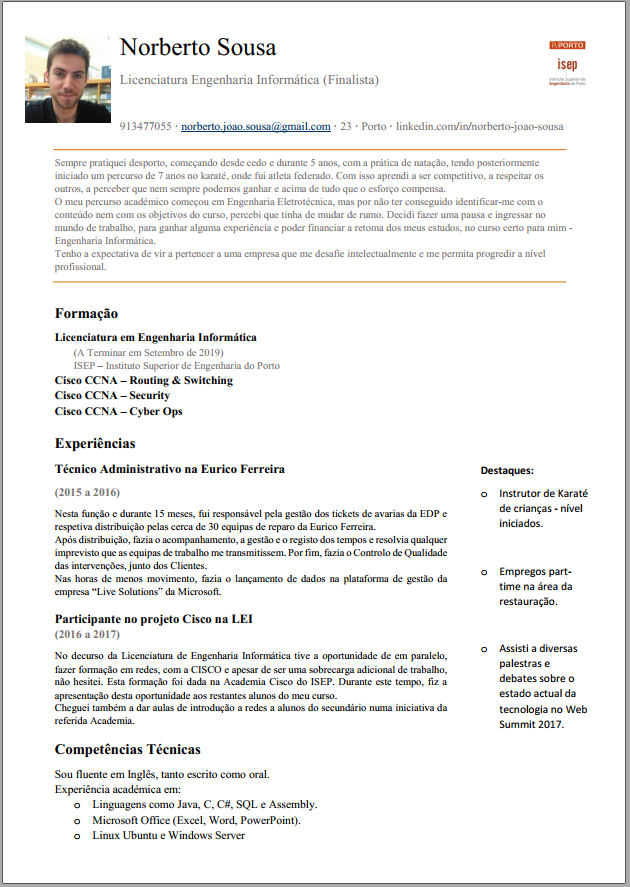 Norberto Sousa
Licenciatura Engenharia Informática (Finalista)
P.PORTO
isep
Instituto Superior de
Engenharia do Porto
913477055 · norberto.joao.sousa@gmail.com · 23 · Porto · linkedin.com/in/norberto-joao-sousa
Sempre pratiquei desporto, começando desde cedo e durante 5 anos, com a prática de natação, tendo posteriormente
iniciado um percurso de 7 anos no karaté, onde fui atleta federado. Com isso aprendi a ser competitivo, a respeitar os
outros, a perceber que nem sempre podemos ganhar e acima de tudo que o esforço compensa.
O meu percurso académico começou em Engenharia Eletrotécnica, mas por não ter conseguido identificar-me com o
conteúdo nem com os objetivos do curso, percebi que tinha de mudar de rumo. Decidi fazer uma pausa e ingressar no
mundo de trabalho, para ganhar alguma experiência e poder financiar a retoma dos meus estudos, no curso certo para mim -
Engenharia Informática.
Tenho a expectativa de vir a pertencer a uma empresa que me desafie intelectualmente e me permita progredir a nível
profissional.
Formação
Licenciatura em Engenharia Informática
(A Terminar em Setembro de 2019)
ISEP – Instituto Superior de Engenharia do Porto
Cisco CCNA – Routing & Switching
Cisco CCNA – Security
Cisco CCNA – Cyber Ops
Experiências
Técnico Administrativo na Eurico Ferreira
(2015 a 2016)
Nesta função e durante 15 meses, fui responsável pela gestão dos tickets de avarias da EDP e
respetiva distribuição pelas cerca de 30 equipas de reparo da Eurico Ferreira.
Após distribuição, fazia o acompanhamento, a gestão e o registo dos tempos e resolvia qualquer
imprevisto que as equipas de trabalho me transmitissem. Por fim, fazia o Controlo de Qualidade
das intervenções, junto dos Clientes.
Nas horas de menos movimento, fazia o lançamento de dados na plataforma de gestão da
empresa “Live Solutions” da Microsoft.
Participante no projeto Cisco na LEI
(2016 a 2017)
No decurso da Licenciatura de Engenharia Informática tive a oportunidade de em paralelo,
fazer formação em redes, com a CISCO e apesar de ser uma sobrecarga adicional de trabalho,
não hesitei. Esta formação foi dada na Academia Cisco do ISEP. Durante este tempo, fiz a
apresentação desta oportunidade aos restantes alunos do meu curso.
Cheguei também a dar aulas de introdução a redes a alunos do secundário numa iniciativa da
referida Academia.
Destaques:
o Instrutor de Karaté
de crianças - nível
iniciados.
o Empregos part-
time na área da
restauração.
o Assisti a diversas
palestras e
debates sobre o
estado actual da
tecnologia no Web
Summit 2017.
Competências Técnicas
Sou fluente em Inglês, tanto escrito como oral.
Experiência académica em:
o Linguagens como Java, C, C#, SQL e Assembly.
o Microsoft Office (Excel, Word, PowerPoint).
o Linux Ubuntu e Windows Server